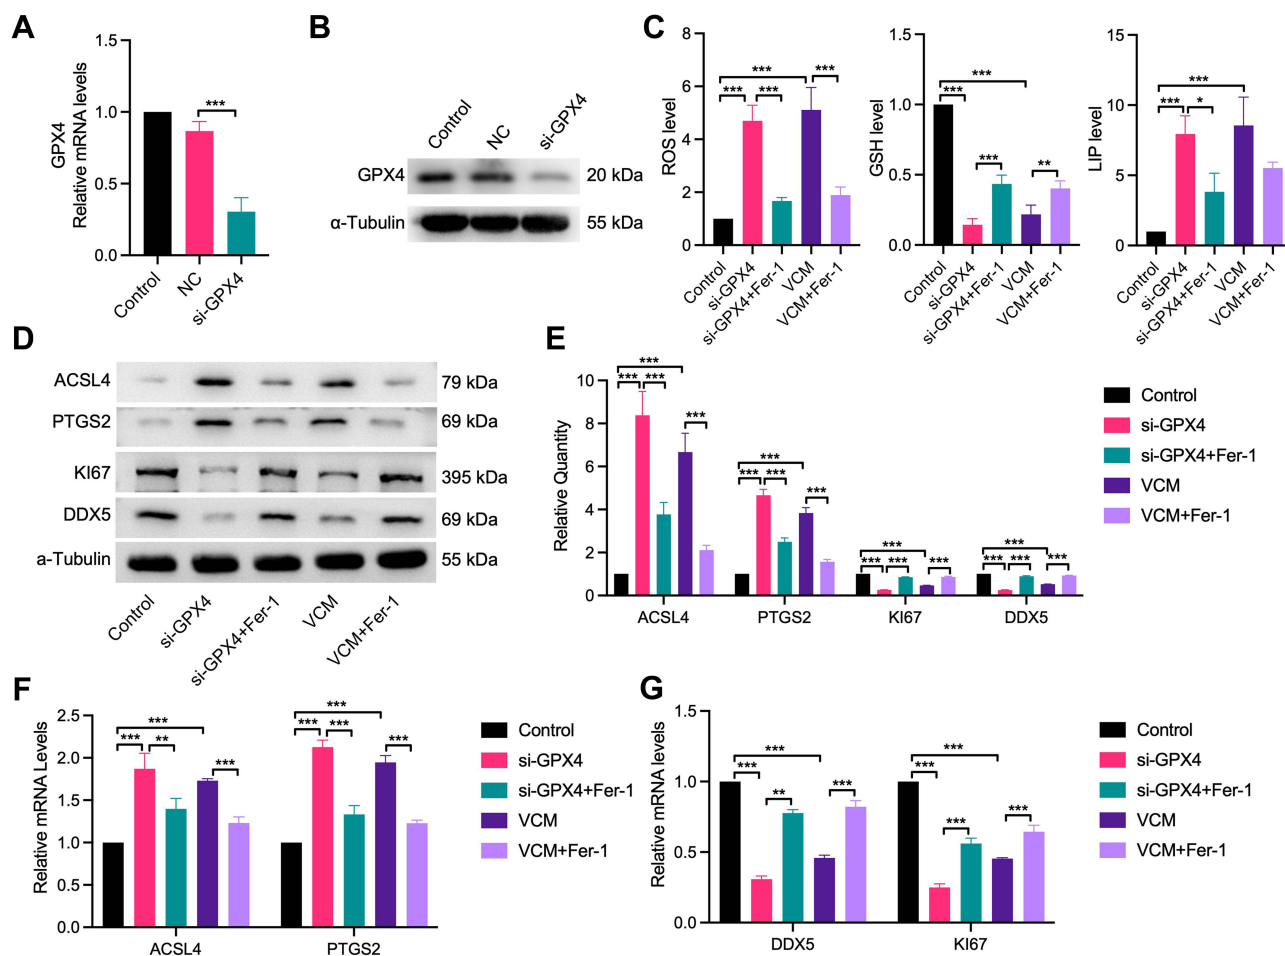 A
GPX4
Relative mRNA levels
1.5
1.0
0.5
0.0
***
Control
NC
si-GPX4
B
Control
NC
si-GPX4
GPX4
20 kDa
α-Tubulin
55 kDa
C
ROS level
8
6
4
2
0
***
***
***
***
Control
si-GPX4
si-GPX4+Fer-1
VCM
VCM+Fer-1
GSH level
1.5
1.0
0.5
0.0
***
***
***
**
Control
si-GPX4
si-GPX4+Fer-1
VCM
VCM+Fer-1
LIP level
15
10
5
0
***
***
*
Control
si-GPX4
si-GPX4+Fer-1
VCM
VCM+Fer-1
D
ACSL4
79 kDa
PTGS2
69 kDa
KI67
395 kDa
DDX5
69 kDa
a-Tubulin
55 kDa
Control
si-GPX4
si-GPX4+Fer-1
VCM
VCM+Fer-1
E
Relative Quantity
10
8
6
4
2
0
***
*** ***
***
***
*** ***
***
***
*** *** ***
***
*** *** ***
ACSL4
PTGS2
KI67
DDX5
Control
si-GPX4
si-GPX4+Fer-1
VCM
VCM+Fer-1
F
Relative mRNA Levels
2.5
2.0
1.5
1.0
0.5
0.0
***
*** **
***
***
*** ***
***
ACSL4
PTGS2
Control
si-GPX4
si-GPX4+Fer-1
VCM
VCM+Fer-1
G
Relative mRNA levels
1.5
1.0
0.5
0.0
***
***
**
***
***
***
***
***
DDX5
KI67
Control
si-GPX4
si-GPX4+Fer-1
VCM
VCM+Fer-1